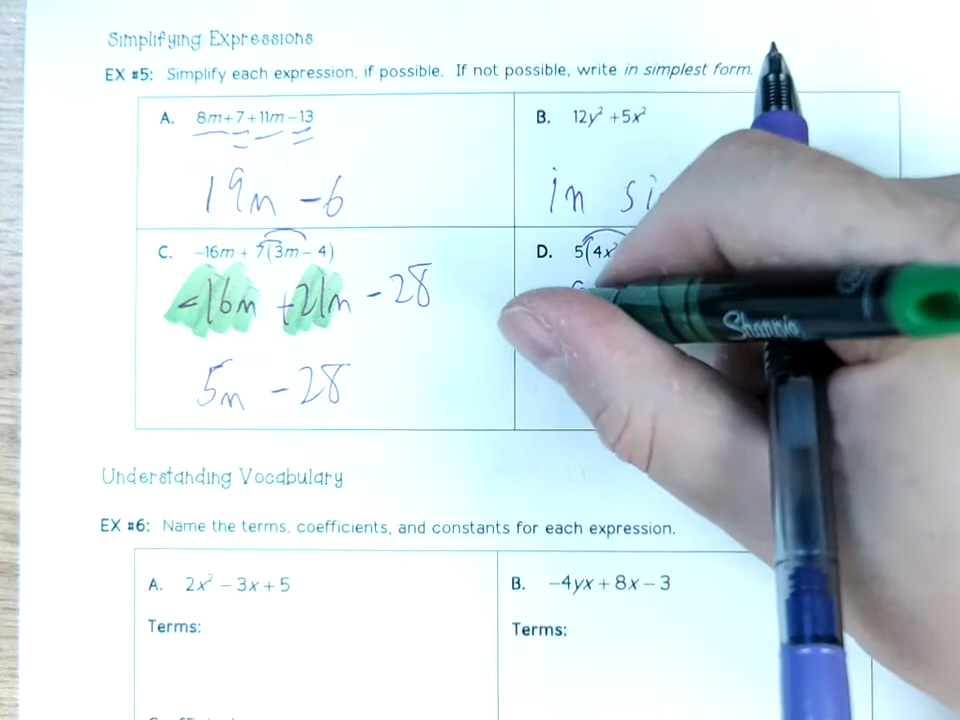 Simplifying Expressions
EX #5: Simplify each expression, if possible. If not possible, write in simplest form.
A. 8m+7+11m−13
19m −6
B. 12y² +5x²
in si
C. −16m + 7(3m − 4)
−16m +21m −28
5m −28
D. 5(4x²
Sharpie
Understanding Vocabulary
EX #6: Name the terms, coefficients, and constants for each expression.
A. 2x² − 3x + 5
Terms:
B. −4yx + 8x − 3
Terms: